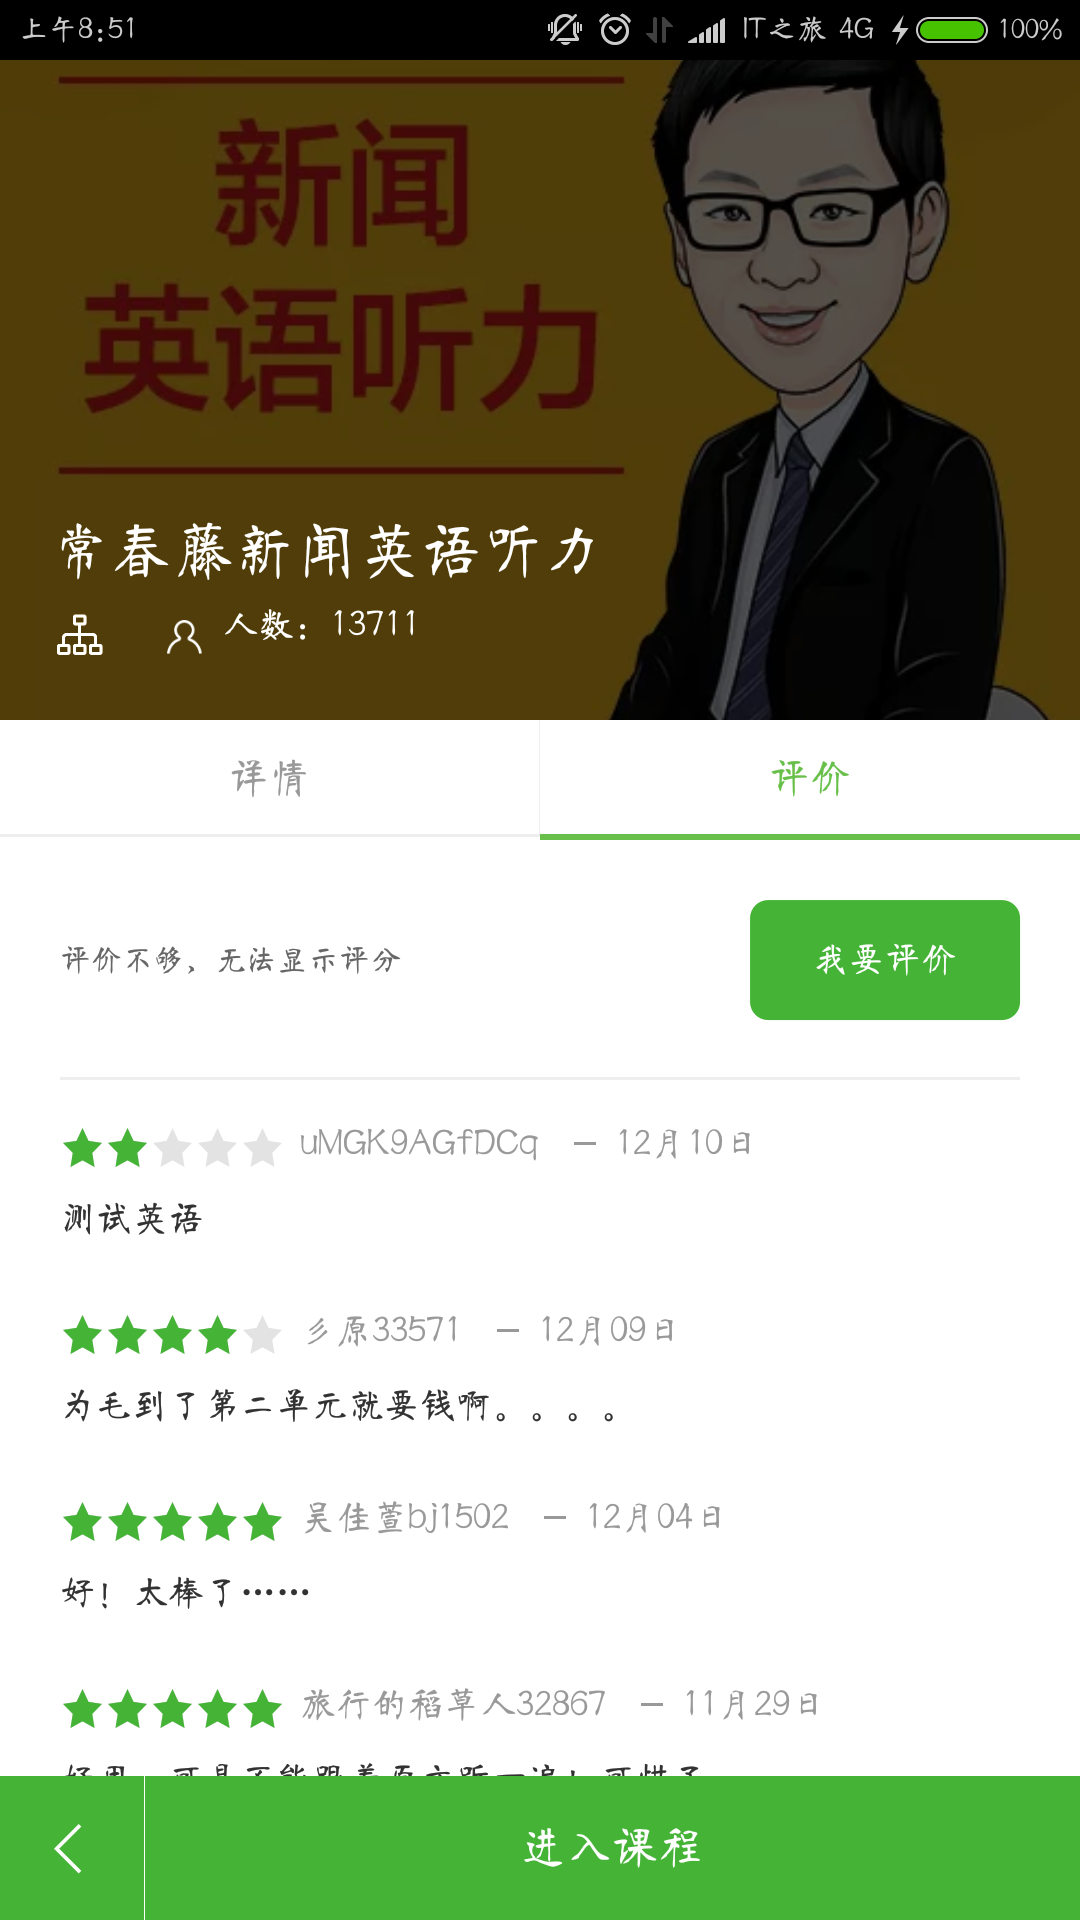 上午8:51
IT之旅 4G 100%
新闻
英语听力
常春藤新闻英语听力
人数：13711
详情
评价
评价不够，无法显示评分
我要评价
uMGK9AGfDCq — 12月10日
测试英语
彡原33571 — 12月09日
为毛到了第二单元就要钱啊。。。。
吴佳萱bj1502 — 12月04日
好！太棒了……
旅行的稻草人32867 — 11月29日
进入课程